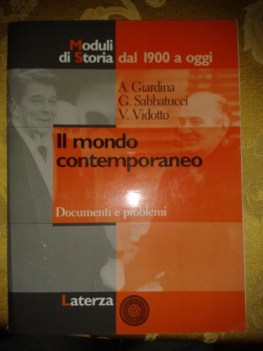 Moduli
di Storia dal 1900 a oggi
A. Giardina
G. Sabbatucci
V. Vidotto
Il mondo
contemporaneo
Documenti e problemi
Laterza